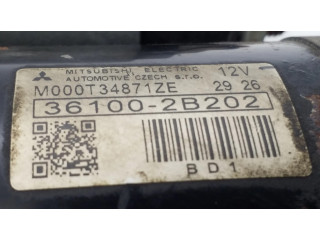 MITSUBISHI ELECTRIC
AUTOMOTIVE CZECH s.r.o. 12V
M000T34871ZE 29 26
36100-2B202
BD1